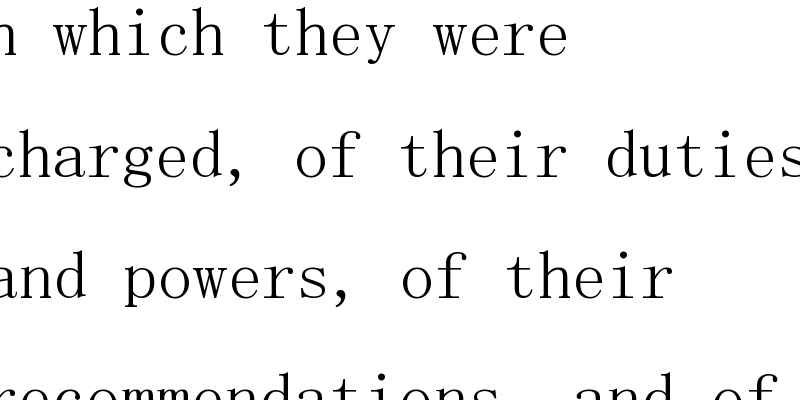 n which they were
charged, of their duties
and powers, of their
recommendations, and of